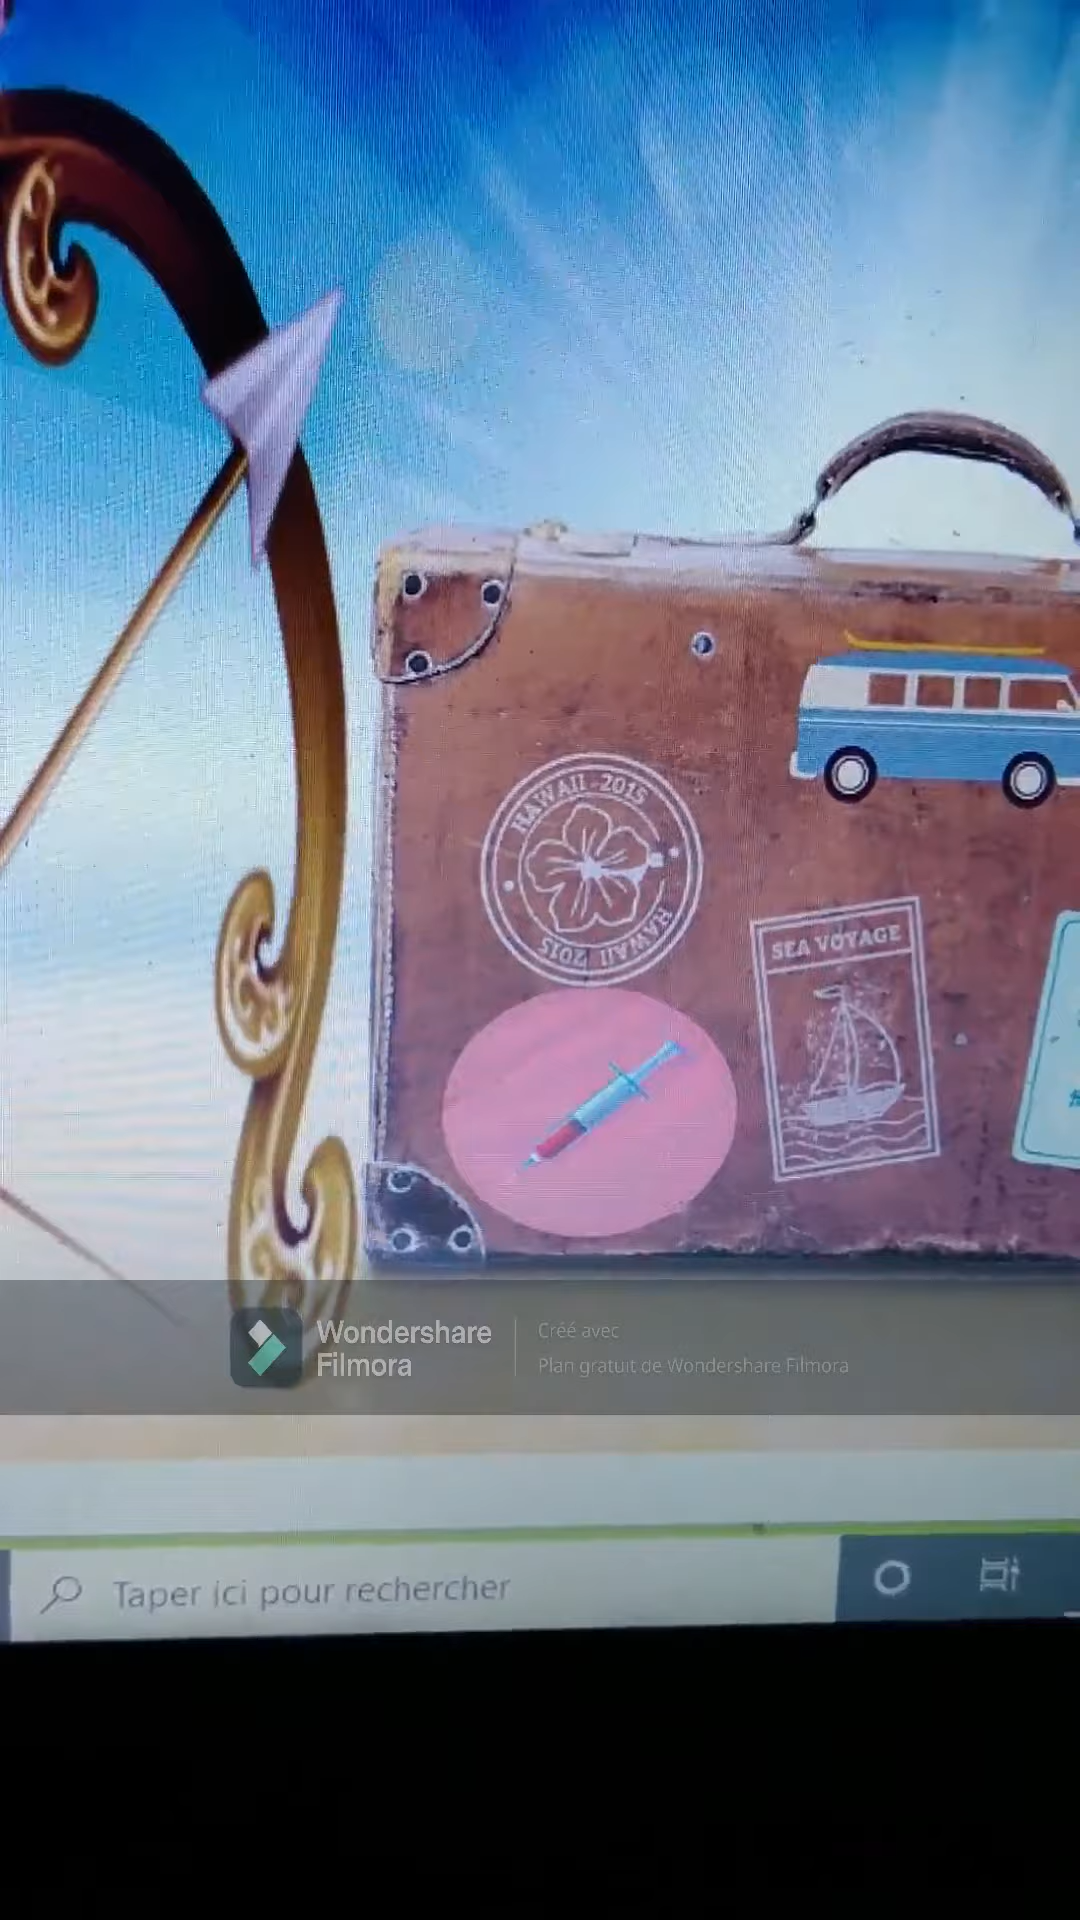 HAWAII - 2015
HAWAII 2015
SEA VOYAGE
Wondershare
Filmora
Créé avec
Plan gratuit de Wondershare Filmora
Taper ici pour rechercher